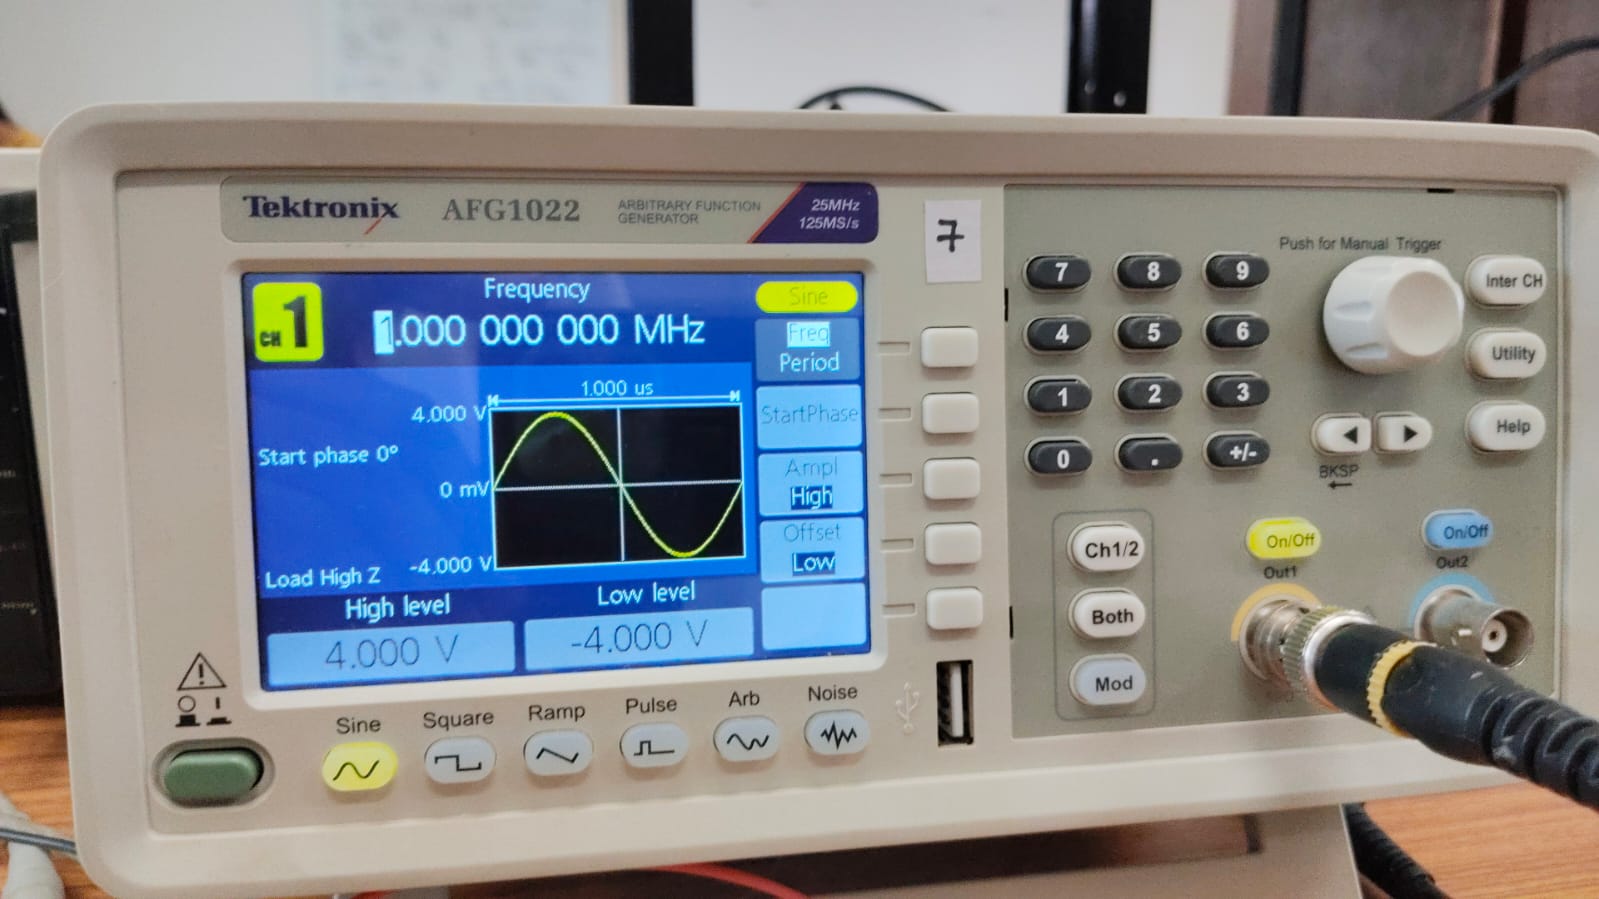 Tektronix AFG1022 ARBITRARY FUNCTION GENERATOR 25MHz 125MS/s
7
CH 1
Frequency
1.000 000 000 MHz
Sine
Freq
Period
StartPhase
Ampl
High
Offset
Low
1.000 us
4.000 V
Start phase 0°
0 mV
-4.000 V
Load High Z
High level
4.000 V
Low level
-4.000 V
Sine Square Ramp Pulse Arb Noise
7 8 9
4 5 6
1 2 3
0 . +/-
Push for Manual Trigger
Inter CH
Utility
Help
BKSP
Ch1/2
Both
Mod
On/Off
Out1
On/Off
Out2